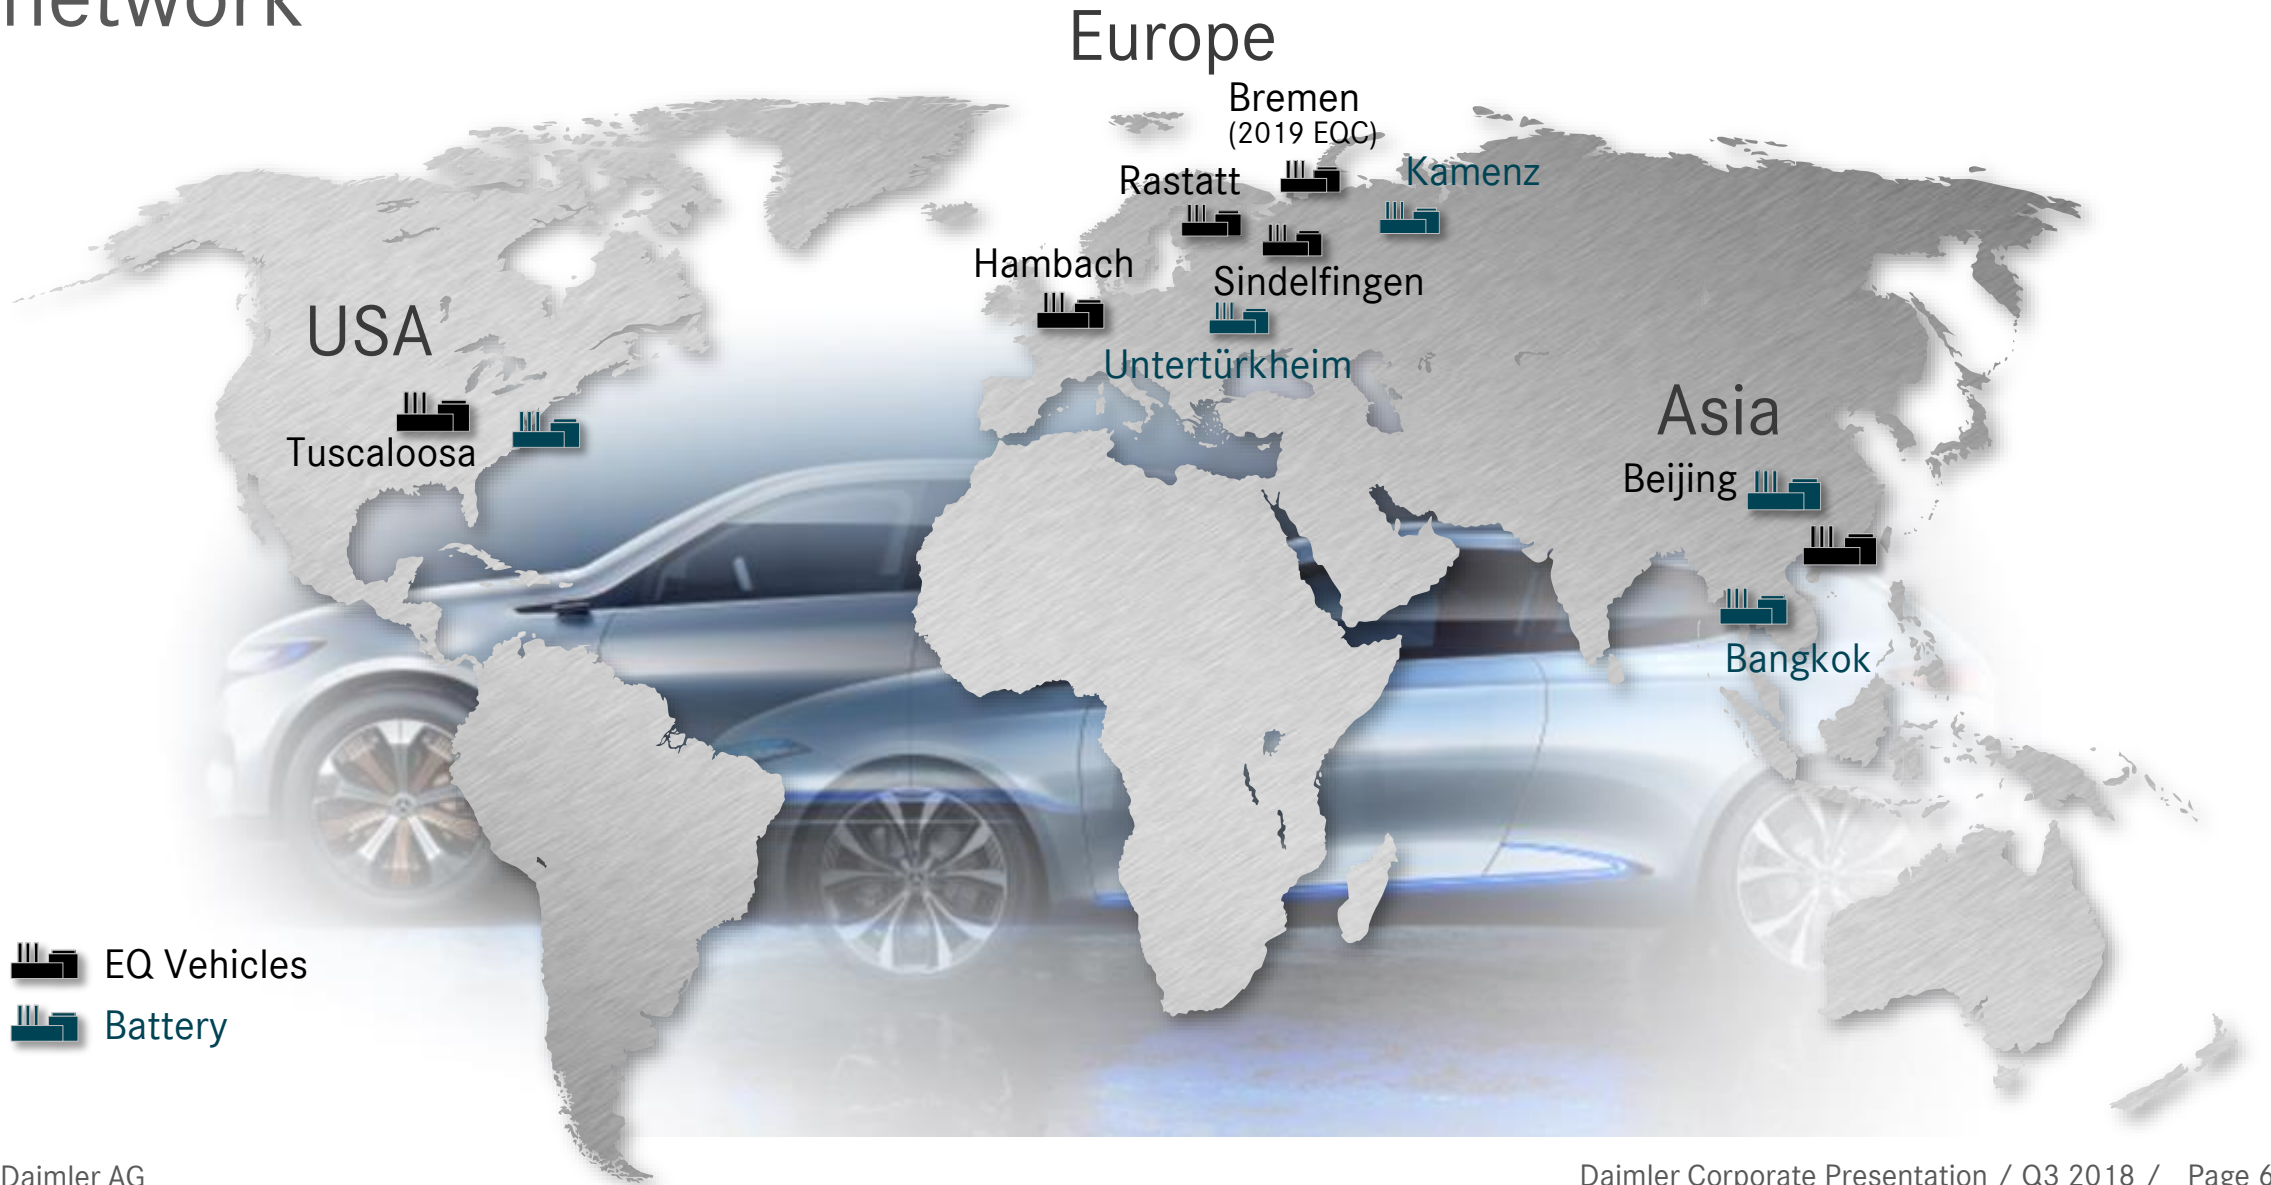 network
Europe
Bremen
(2019 EQC)
Rastatt
Kamenz
Hambach
Sindelfingen
USA
Untertürkheim
Asia
Tuscaloosa
Beijing
Bangkok
EQ Vehicles
Battery
Daimler AG
Daimler Corporate Presentation / Q3 2018 / Page 6